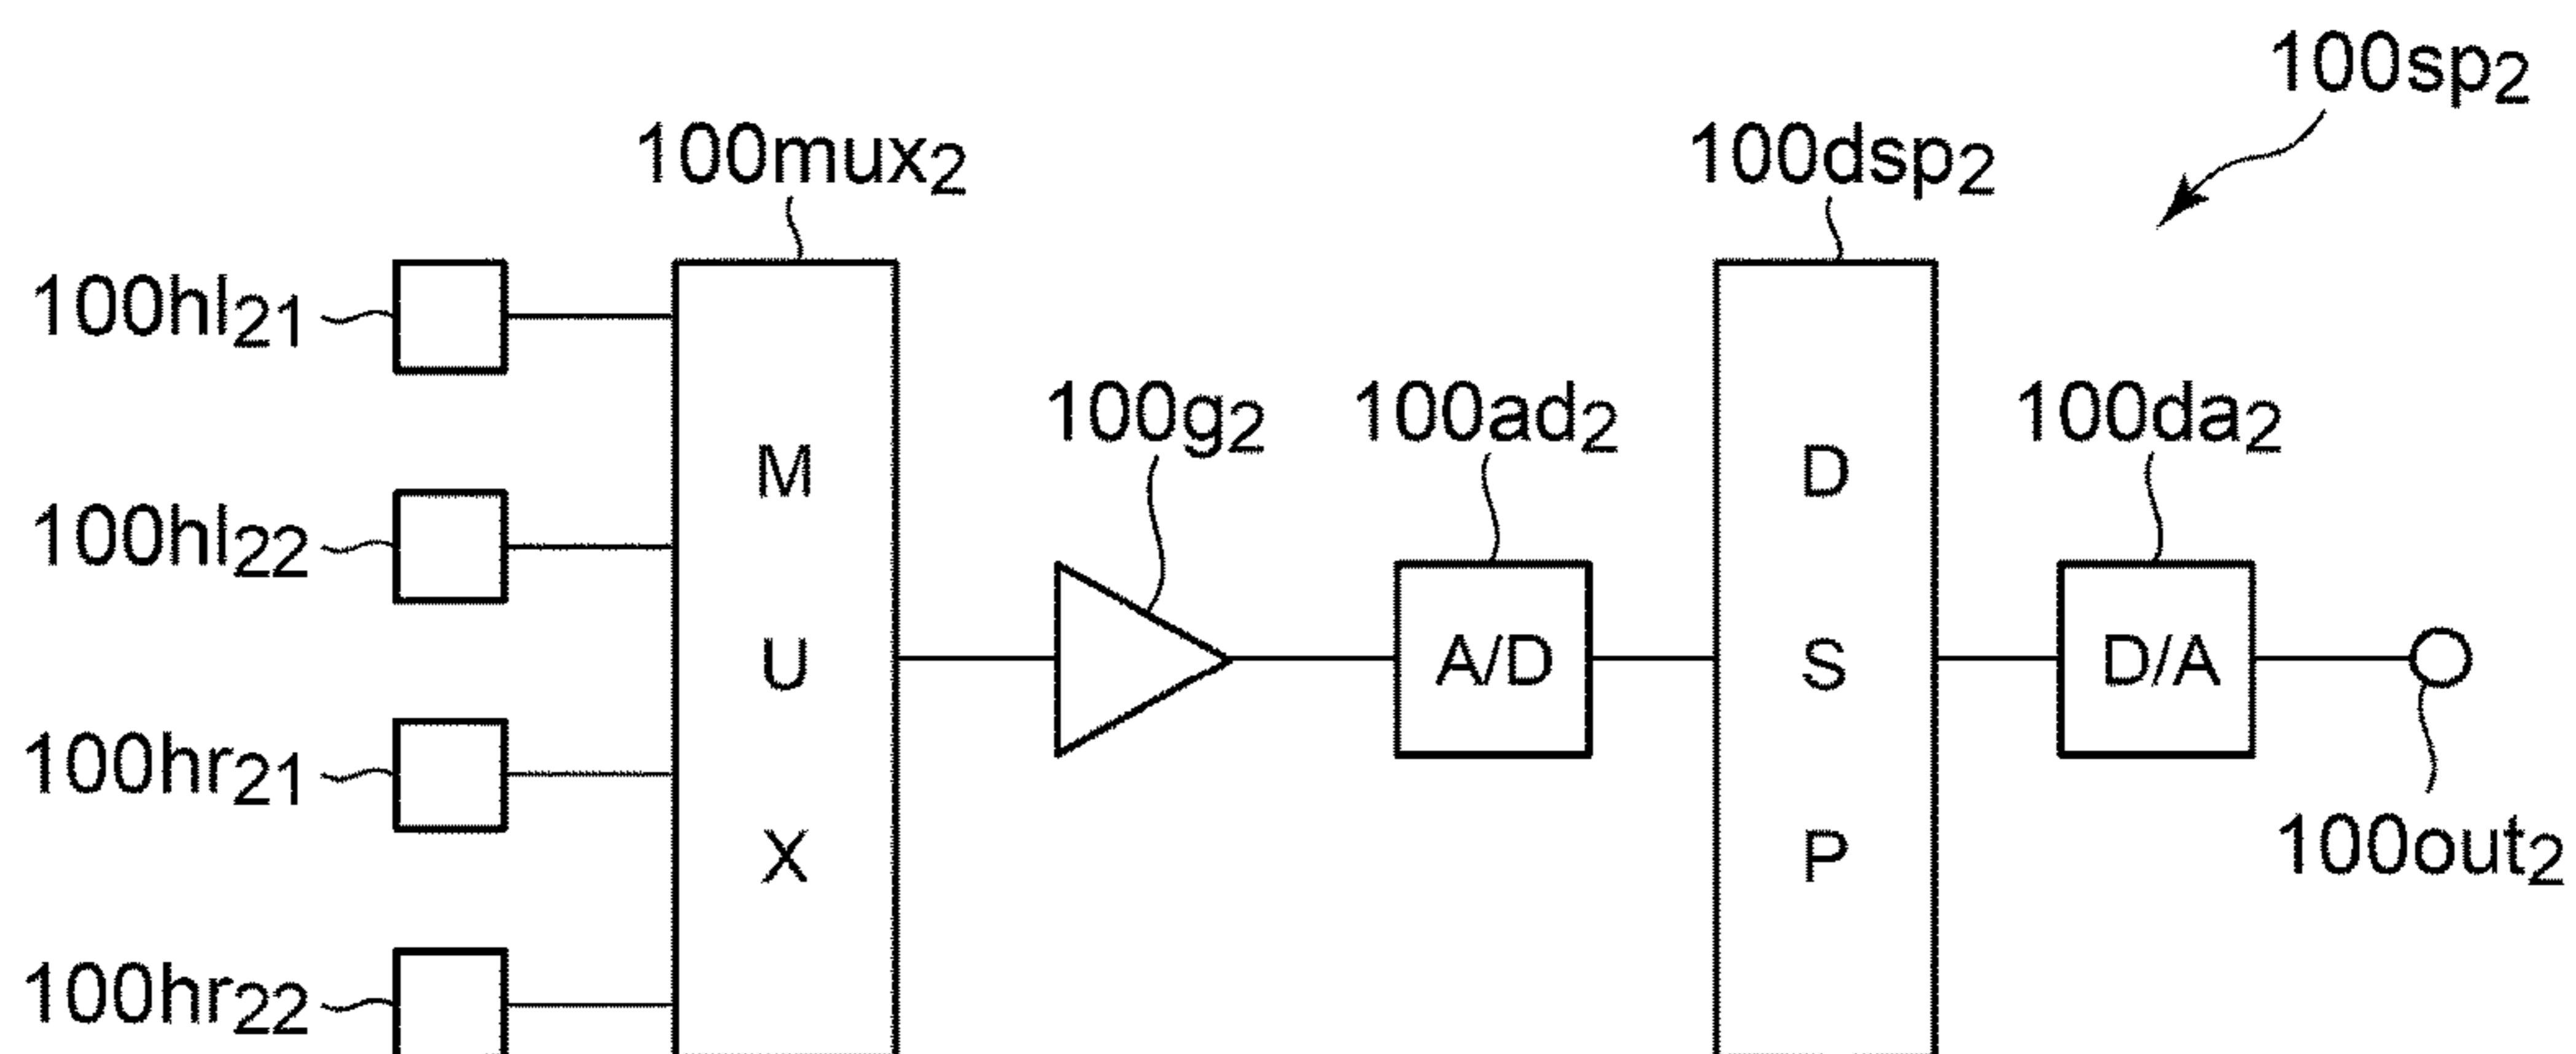 100sp₂
100mux₂
100dsp₂
100hl₂₁
100g₂
100ad₂
100da₂
M
U
X
D
S
P
100hl₂₂
A/D
D/A
100hr₂₁
100out₂
100hr₂₂